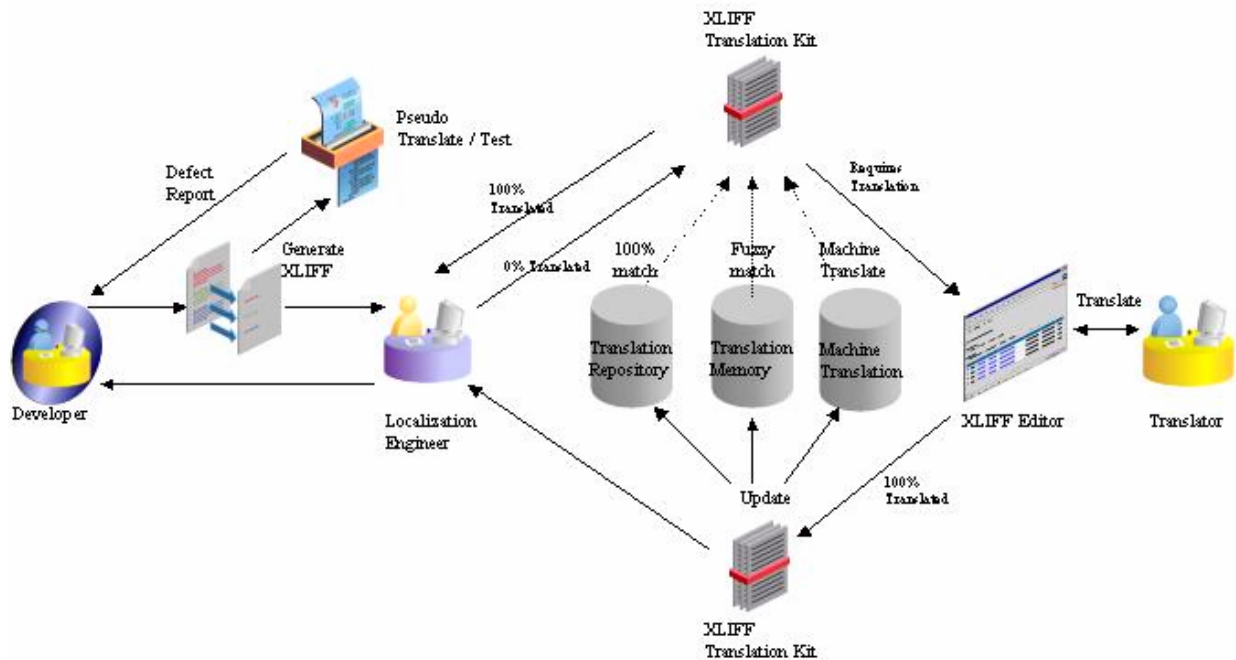 XLIFF
Translation Kit
Pseudo
Translate / Test
Defect
Report
100%
Translated
Requires
Translation
Generate
XLIFF
0% Translated
100%
match
Fuzzy
match
Machine
Translate
Translate
Translation
Repository
Translation
Memory
Machine
Translation
Developer
Localization
Engineer
XLIFF Editor
Translator
100%
Translated
Update
XLIFF
Translation Kit